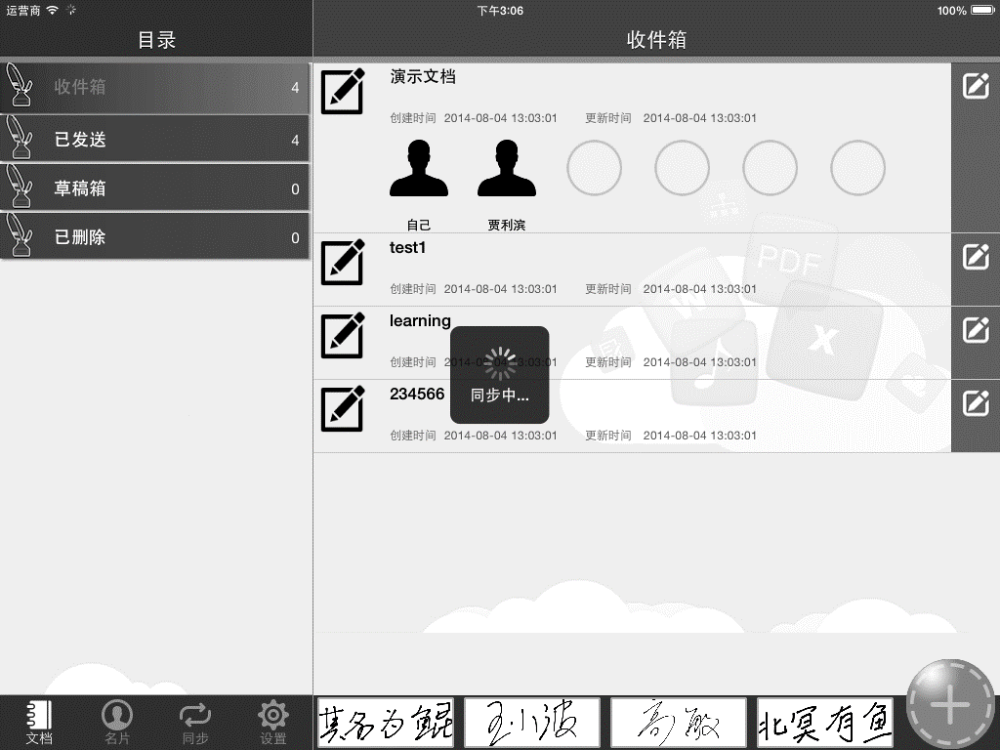 运营商 下午3:06 100%
目录 收件箱
收件箱 4
已发送 4
草稿箱 0
已删除 0
演示文档
创建时间 2014-08-04 13:03:01 更新时间 2014-08-04 13:03:01
自己 贾利滨
test1
创建时间 2014-08-04 13:03:01 更新时间 2014-08-04 13:03:01
learning
创建时间 2014-08-04 13:03:01 更新时间 2014-08-04 13:03:01
234566
创建时间 2014-08-04 13:03:01 更新时间 2014-08-04 13:03:01
同步中...
PDF
W
X
文档 名片 同步 设置
其名为鲲 王小波 高敏 北冥有鱼